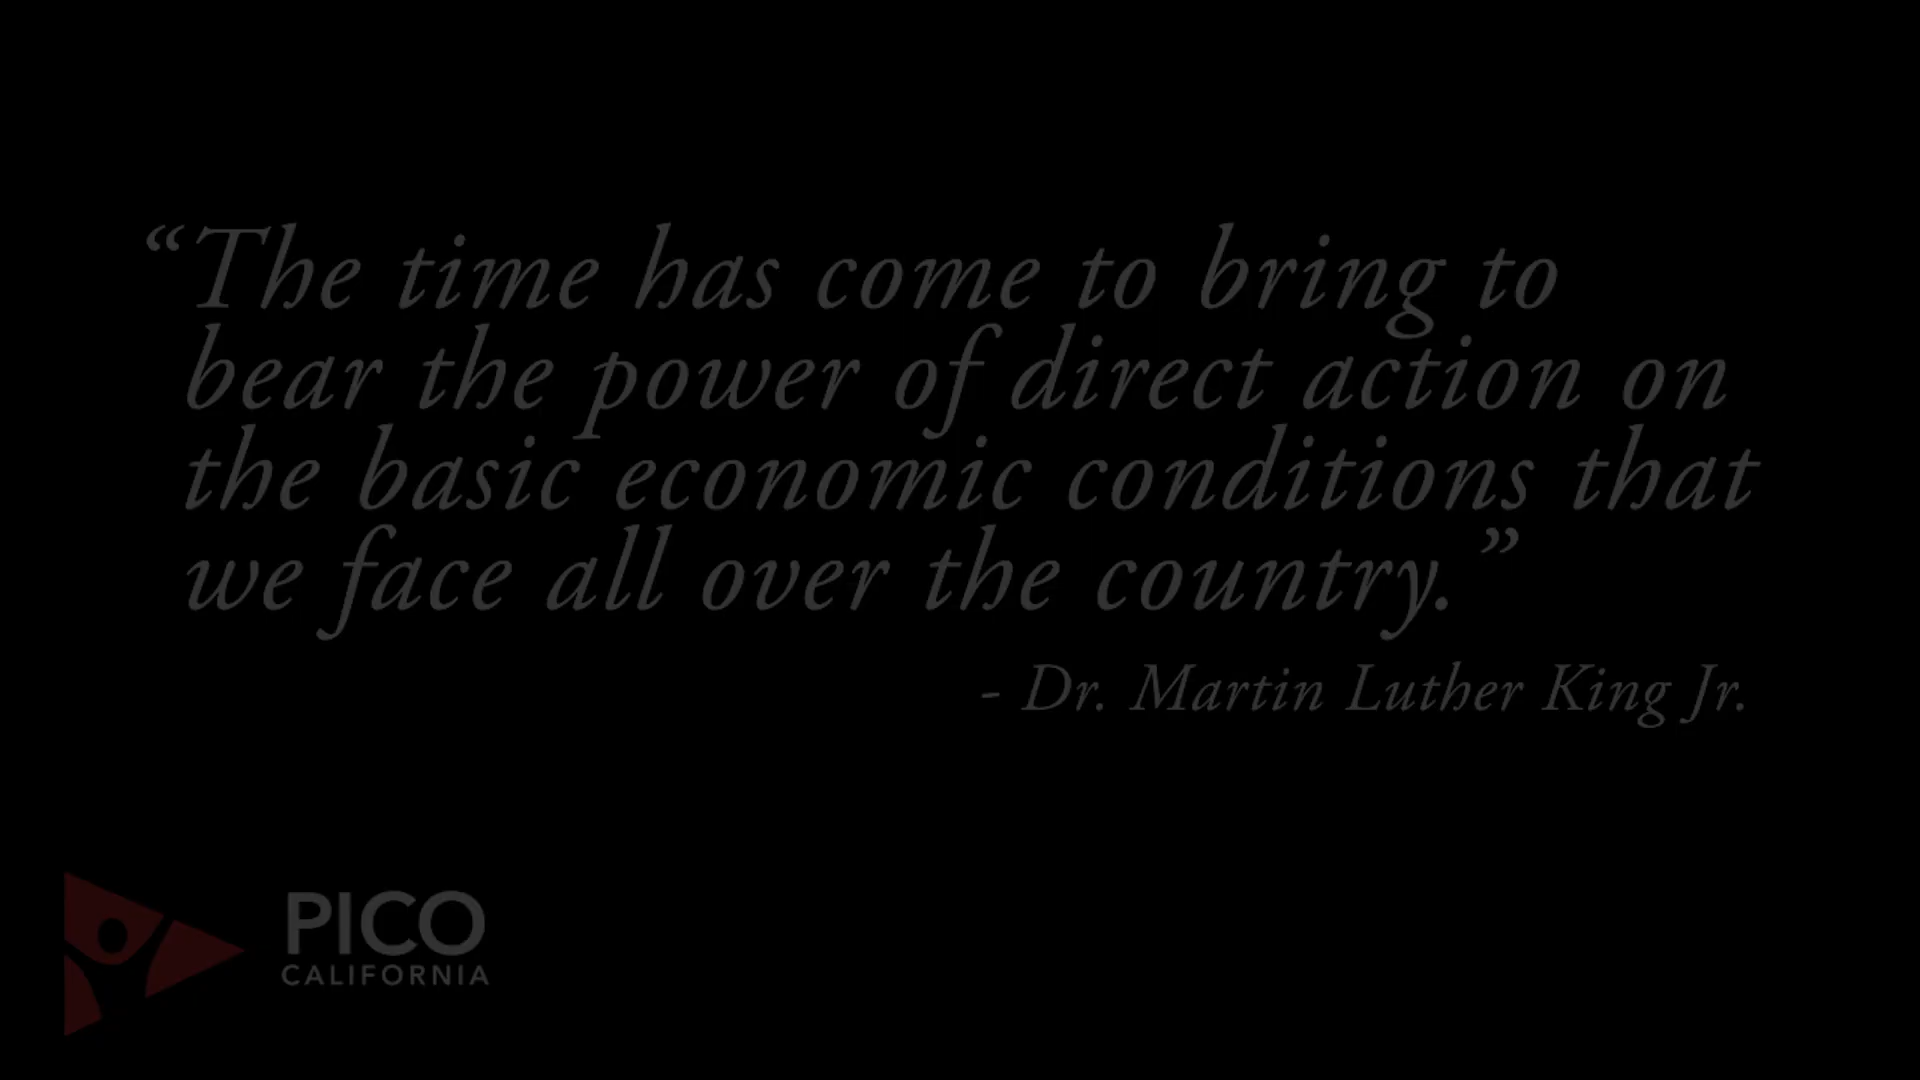 “The time has come to bring to
bear the power of direct action on
the basic economic conditions that
we face all over the country.”
- Dr. Martin Luther King Jr.
PICO
CALIFORNIA